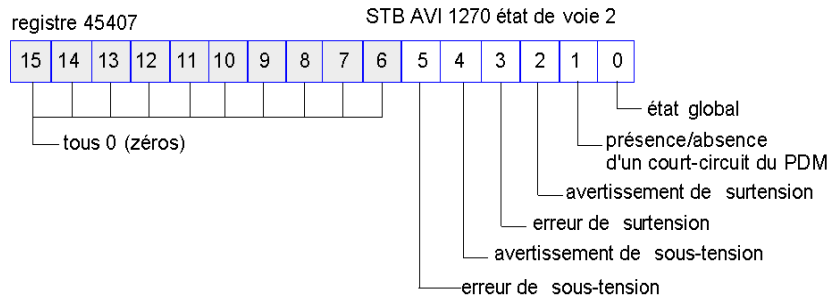 registre 45407
STB AVI 1270 état de voie 2
15 14 13 12 11 10 9 8 7 6 5 4 3 2 1 0
état global
tous 0 (zéros)
présence/absence
d'un court-circuit du PDM
avertissement de surtension
erreur de surtension
avertissement de sous-tension
erreur de sous-tension